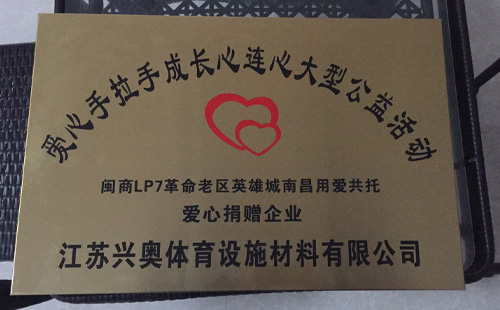 爱心手拉手成长心连心大型公益活动
闽商LP7革命老区英雄城南昌用爱共托
爱心捐赠企业
江苏兴奥体育设施材料有限公司